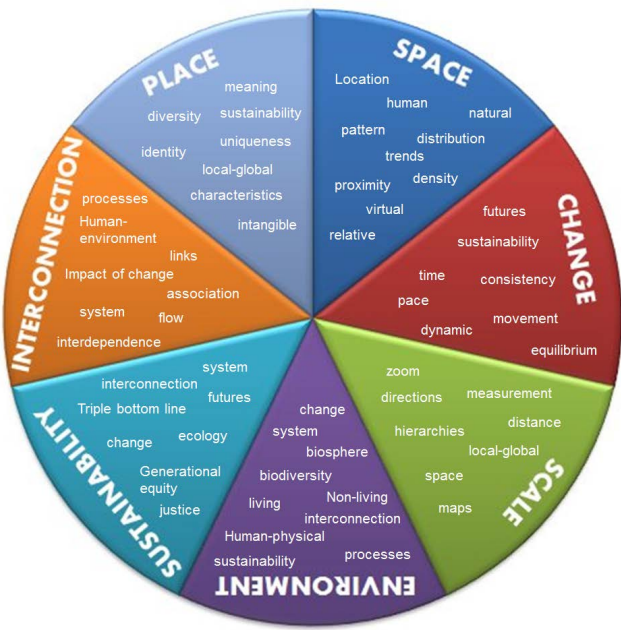 SPACE
Location
human
natural
pattern
distribution
trends
proximity
density
virtual
relative
CHANGE
futures
sustainability
time
consistency
pace
movement
dynamic
equilibrium
SCALE
zoom
directions
measurement
hierarchies
distance
local-global
space
maps
ENVIRONMENT
change
system
biosphere
biodiversity
living
Non-living
interconnection
Human-physical
sustainability
processes
SUSTAINABILITY
system
interconnection
futures
Triple bottom line
change
ecology
Generational
equity
justice
INTERCONNECTION
processes
Human-
environment
links
Impact of change
association
system
flow
interdependence
PLACE
meaning
diversity
sustainability
uniqueness
identity
local-global
characteristics
intangible